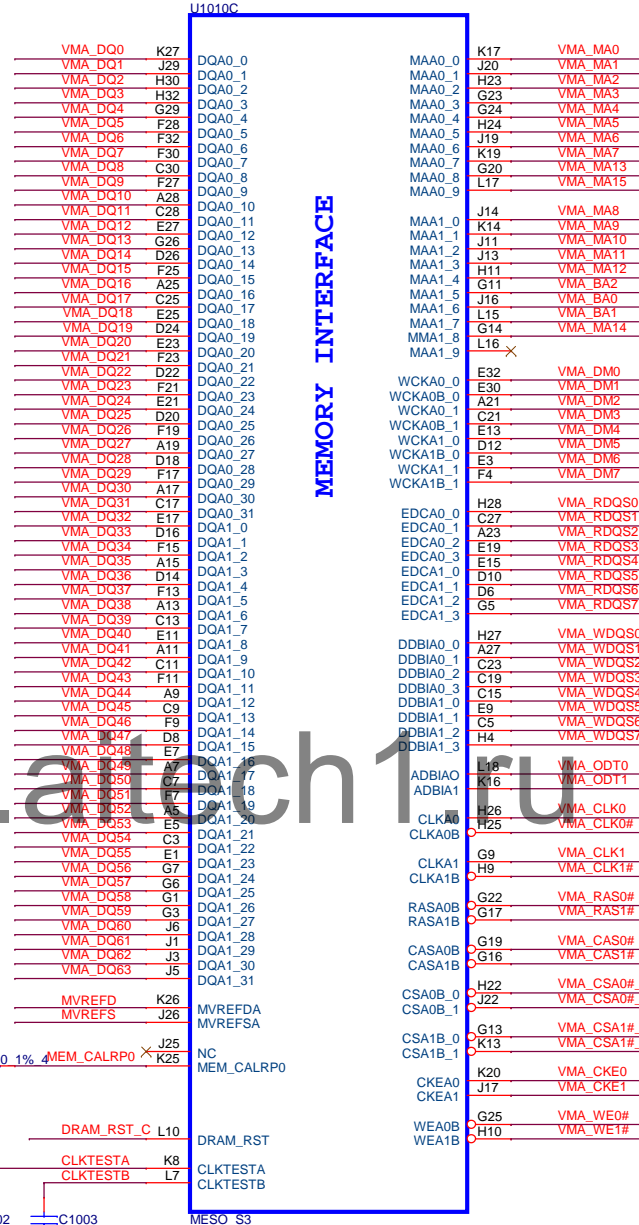 U1010C
MEMORY INTERFACE
VMA_DQ0 K27 DQA0_0
VMA_DQ1 J29 DQA0_1
VMA_DQ2 H30 DQA0_2
VMA_DQ3 H32 DQA0_3
VMA_DQ4 G29 DQA0_4
VMA_DQ5 F28 DQA0_5
VMA_DQ6 F32 DQA0_6
VMA_DQ7 F30 DQA0_7
VMA_DQ8 C30 DQA0_8
VMA_DQ9 F27 DQA0_9
VMA_DQ10 A28 DQA0_10
VMA_DQ11 C28 DQA0_11
VMA_DQ12 E27 DQA0_12
VMA_DQ13 G26 DQA0_13
VMA_DQ14 D26 DQA0_14
VMA_DQ15 F25 DQA0_15
VMA_DQ16 A25 DQA0_16
VMA_DQ17 C25 DQA0_17
VMA_DQ18 E25 DQA0_18
VMA_DQ19 D24 DQA0_19
VMA_DQ20 E23 DQA0_20
VMA_DQ21 F23 DQA0_21
VMA_DQ22 D22 DQA0_22
VMA_DQ23 F21 DQA0_23
VMA_DQ24 E21 DQA0_24
VMA_DQ25 D20 DQA0_25
VMA_DQ26 F19 DQA0_26
VMA_DQ27 A19 DQA0_27
VMA_DQ28 D18 DQA0_28
VMA_DQ29 F17 DQA0_29
VMA_DQ30 A17 DQA0_30
VMA_DQ31 C17 DQA0_31
VMA_DQ32 E17 DQA1_0
VMA_DQ33 D16 DQA1_1
VMA_DQ34 F15 DQA1_2
VMA_DQ35 A15 DQA1_3
VMA_DQ36 D14 DQA1_4
VMA_DQ37 F13 DQA1_5
VMA_DQ38 A13 DQA1_6
VMA_DQ39 C13 DQA1_7
VMA_DQ40 E11 DQA1_8
VMA_DQ41 A11 DQA1_9
VMA_DQ42 C11 DQA1_10
VMA_DQ43 F11 DQA1_11
VMA_DQ44 A9 DQA1_12
VMA_DQ45 C9 DQA1_13
VMA_DQ46 F9 DQA1_14
VMA_DQ47 D8 DQA1_15
VMA_DQ48 E7 DQA1_16
VMA_DQ49 A7 DQA1_17
VMA_DQ50 C7 DQA1_18
VMA_DQ51 F7 DQA1_19
VMA_DQ52 A5 DQA1_20
VMA_DQ53 E5 DQA1_21
VMA_DQ54 C3 DQA1_22
VMA_DQ55 E1 DQA1_23
VMA_DQ56 G7 DQA1_24
VMA_DQ57 G6 DQA1_25
VMA_DQ58 G1 DQA1_26
VMA_DQ59 G3 DQA1_27
VMA_DQ60 J6 DQA1_28
VMA_DQ61 J1 DQA1_29
VMA_DQ62 J3 DQA1_30
VMA_DQ63 J5 DQA1_31
MVREFD K26 MVREFDA
MVREFS J26 MVREFSA
J25 NC
0_1%_4 MEM_CALRP0 K25 MEM_CALRP0
DRAM_RST_C L10 DRAM_RST
CLKTESTA K8 CLKTESTA
CLKTESTB L7 CLKTESTB
02 C1003
MAA0_0 K17 VMA_MA0
MAA0_1 J20 VMA_MA1
MAA0_2 H23 VMA_MA2
MAA0_3 G23 VMA_MA3
MAA0_4 G24 VMA_MA4
MAA0_5 H24 VMA_MA5
MAA0_6 J19 VMA_MA6
MAA0_7 K19 VMA_MA7
MAA0_8 G20 VMA_MA13
MAA0_9 L17 VMA_MA15
MAA1_0 J14 VMA_MA8
MAA1_1 K14 VMA_MA9
MAA1_2 J11 VMA_MA10
MAA1_3 J13 VMA_MA11
MAA1_4 H11 VMA_MA12
MAA1_5 G11 VMA_BA2
MAA1_6 J16 VMA_BA0
MAA1_7 L15 VMA_BA1
MMA1_8 G14 VMA_MA14
MAA1_9 L16
WCKA0_0 E32 VMA_DM0
WCKA0B_0 E30 VMA_DM1
WCKA0_1 A21 VMA_DM2
WCKA0B_1 C21 VMA_DM3
WCKA1_0 E13 VMA_DM4
WCKA1B_0 D12 VMA_DM5
WCKA1_1 E3 VMA_DM6
WCKA1B_1 F4 VMA_DM7
EDCA0_0 H28 VMA_RDQS0
EDCA0_1 C27 VMA_RDQS1
EDCA0_2 A23 VMA_RDQS2
EDCA0_3 E19 VMA_RDQS3
EDCA1_0 E15 VMA_RDQS4
EDCA1_1 D10 VMA_RDQS5
EDCA1_2 D6 VMA_RDQS6
EDCA1_3 G5 VMA_RDQS7
DDBIA0_0 H27 VMA_WDQS0
DDBIA0_1 A27 VMA_WDQS1
DDBIA0_2 C23 VMA_WDQS2
DDBIA0_3 C19 VMA_WDQS3
DDBIA1_0 C15 VMA_WDQS4
DDBIA1_1 E9 VMA_WDQS5
DDBIA1_2 C5 VMA_WDQS6
DDBIA1_3 H4 VMA_WDQS7
ADBIAO L18 VMA_ODT0
ADBIA1 K16 VMA_ODT1
CLKA0 H26 VMA_CLK0
CLKA0B H25 VMA_CLK0#
CLKA1 G9 VMA_CLK1
CLKA1B H9 VMA_CLK1#
RASA0B G22 VMA_RAS0#
RASA1B G17 VMA_RAS1#
CASA0B G19 VMA_CAS0#
CASA1B G16 VMA_CAS1#
CSA0B_0 H22 VMA_CSA0#_
CSA0B_1 J22 VMA_CSA0#_
CSA1B_0 G13 VMA_CSA1#_
CSA1B_1 K13 VMA_CSA1#_
CKEA0 K20 VMA_CKE0
CKEA1 J17 VMA_CKE1
WEA0B G25 VMA_WE0#
WEA1B H10 VMA_WE1#
MESO S3
.aitech1.ru